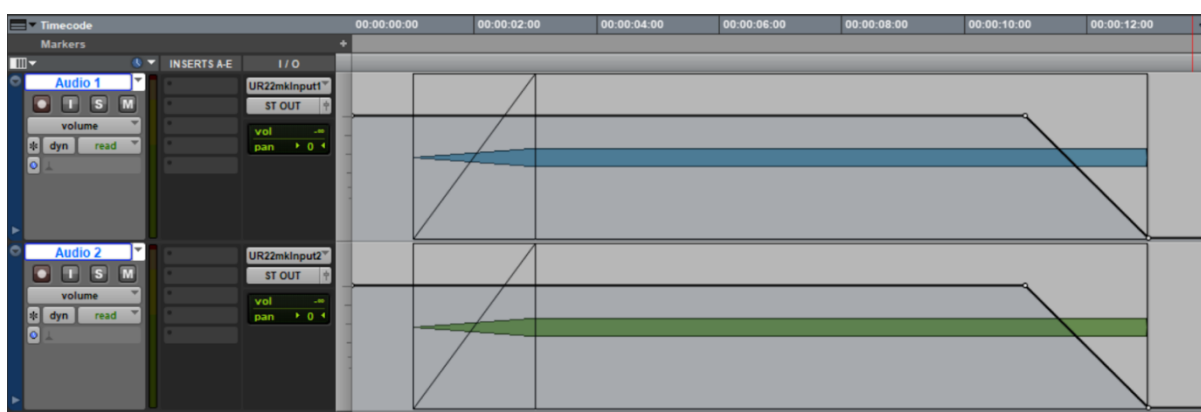 Timecode 00:00:00:00 00:00:02:00 00:00:04:00 00:00:06:00 00:00:08:00 00:00:10:00 00:00:12:00
Markers +
INSERTS A-E I / O
Audio 1 UR22mkInput1
I S M ST OUT
volume vol -∞
dyn read pan 0
Audio 2 UR22mkInput2
I S M ST OUT
volume vol -∞
dyn read pan 0